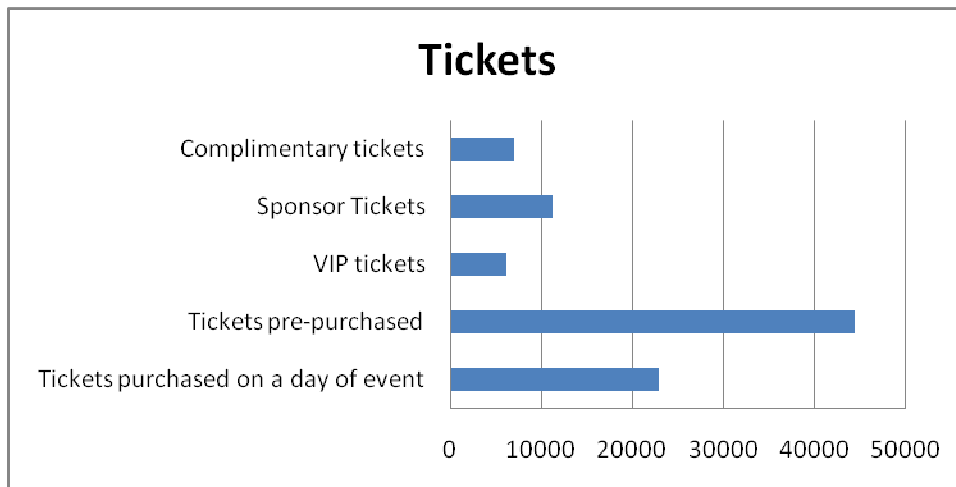 Tickets
Complimentary tickets
Sponsor Tickets
VIP tickets
Tickets pre-purchased
Tickets purchased on a day of event
0 10000 20000 30000 40000 50000